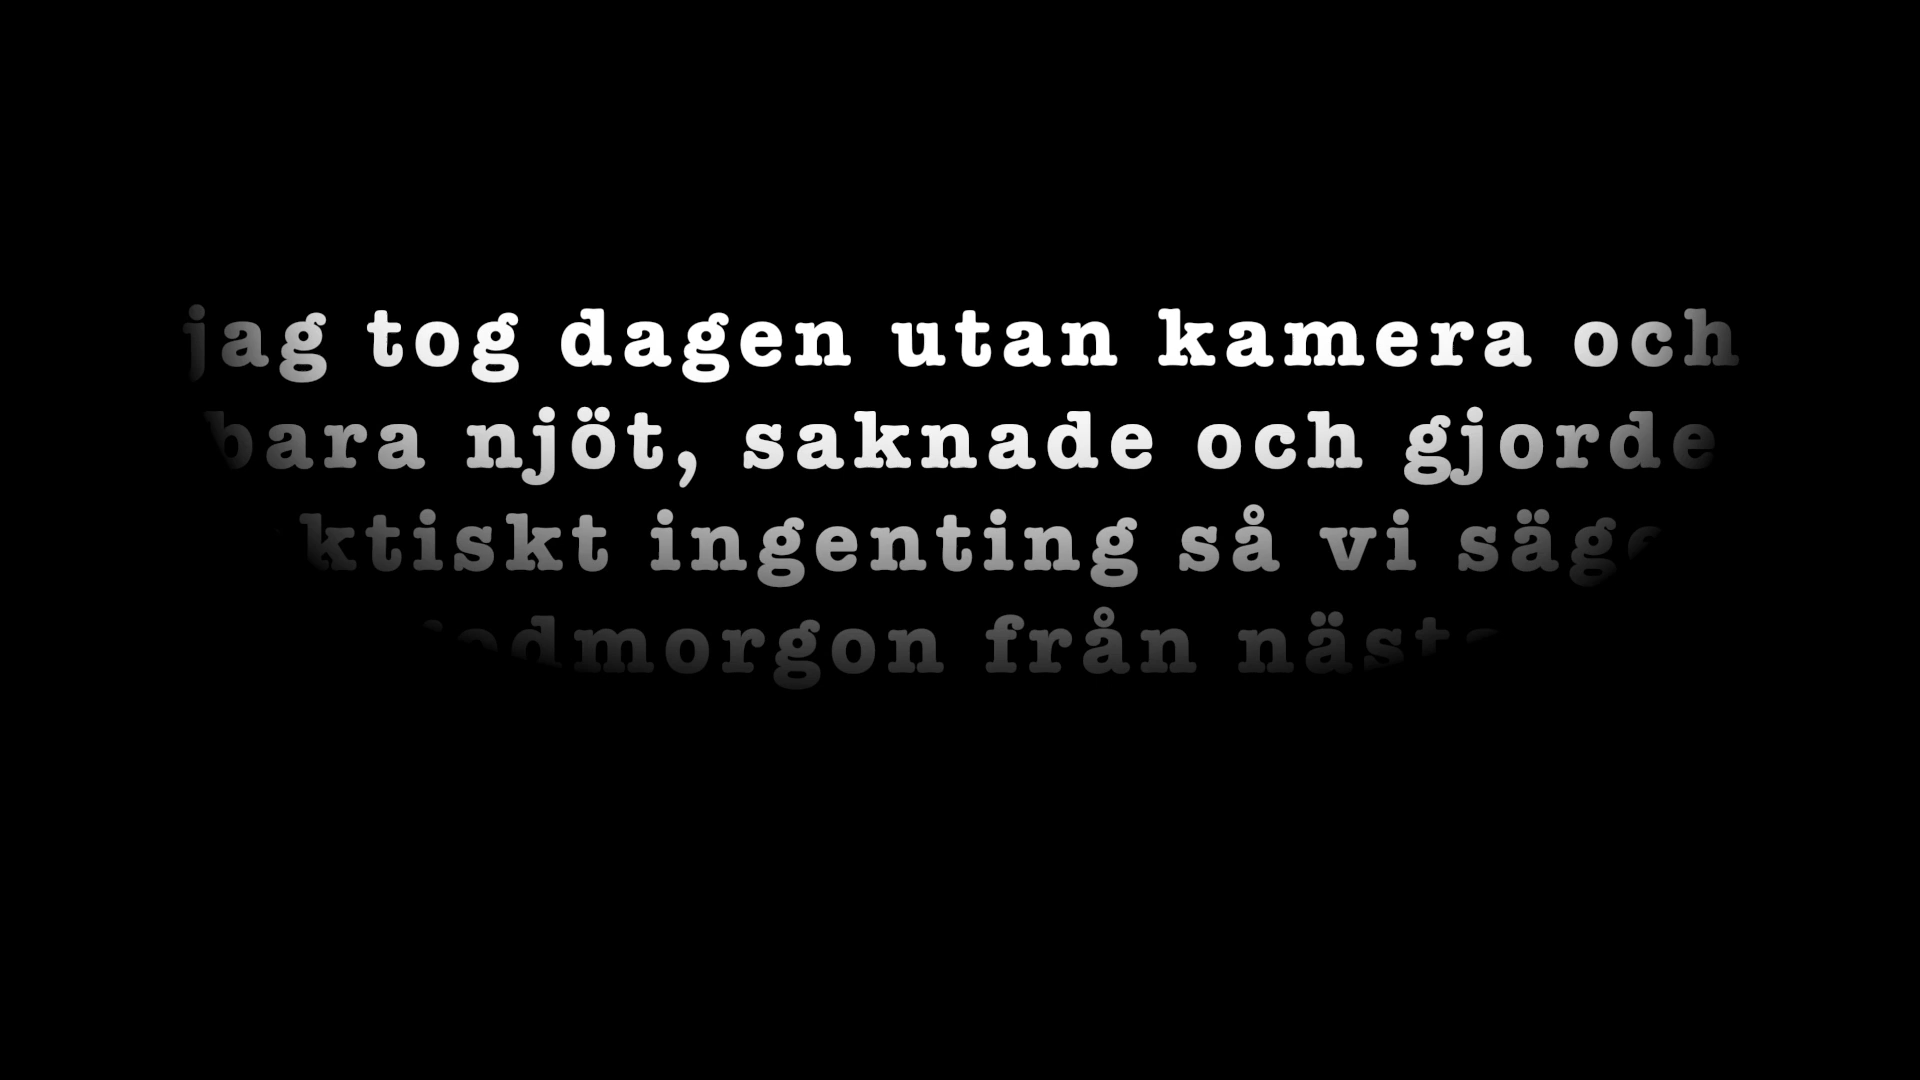 jag tog dagen utan kamera och
bara njöt, saknade och gjorde
ingenting så vi
från